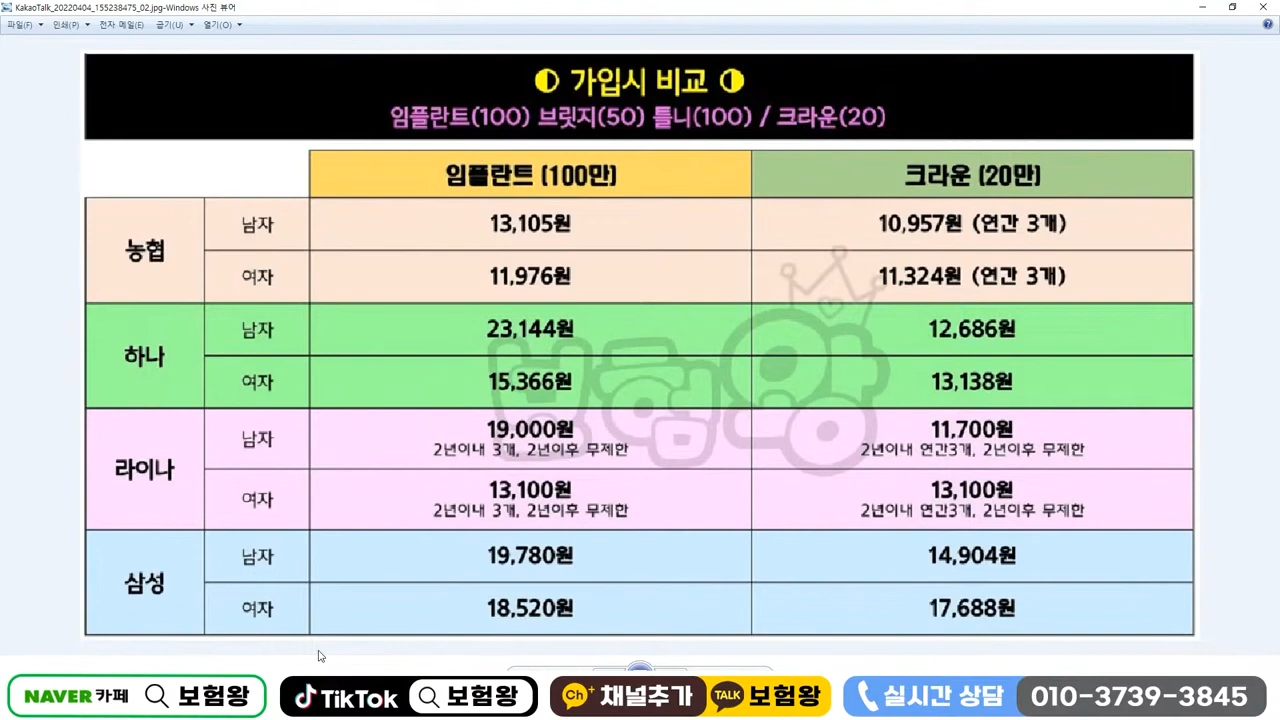 KakaoTalk_20220404_155238475_02.jpg-Windows 사진 뷰어
파일(F) 인쇄(P) 전자 메일(E) 굽기(U) 열기(O)
가입시 비교
임플란트(100) 브릿지(50) 틀니(100) / 크라운(20)
임플란트 (100만) 크라운 (20만)
농협 남자 13,105원 10,957원 (연간 3개)
여자 11,976원 11,324원 (연간 3개)
하나 남자 23,144원 12,686원
여자 15,366원 13,138원
라이나 남자 19,000원 11,700원
2년이내 3개, 2년이후 무제한 2년이내 연간3개, 2년이후 무제한
여자 13,100원 13,100원
2년이내 3개, 2년이후 무제한 2년이내 연간3개, 2년이후 무제한
삼성 남자 19,780원 14,904원
여자 18,520원 17,688원
보험왕
NAVER 카페 보험왕 TikTok 보험왕 Ch+ 채널추가 TALK 보험왕 실시간 상담 010-3739-3845